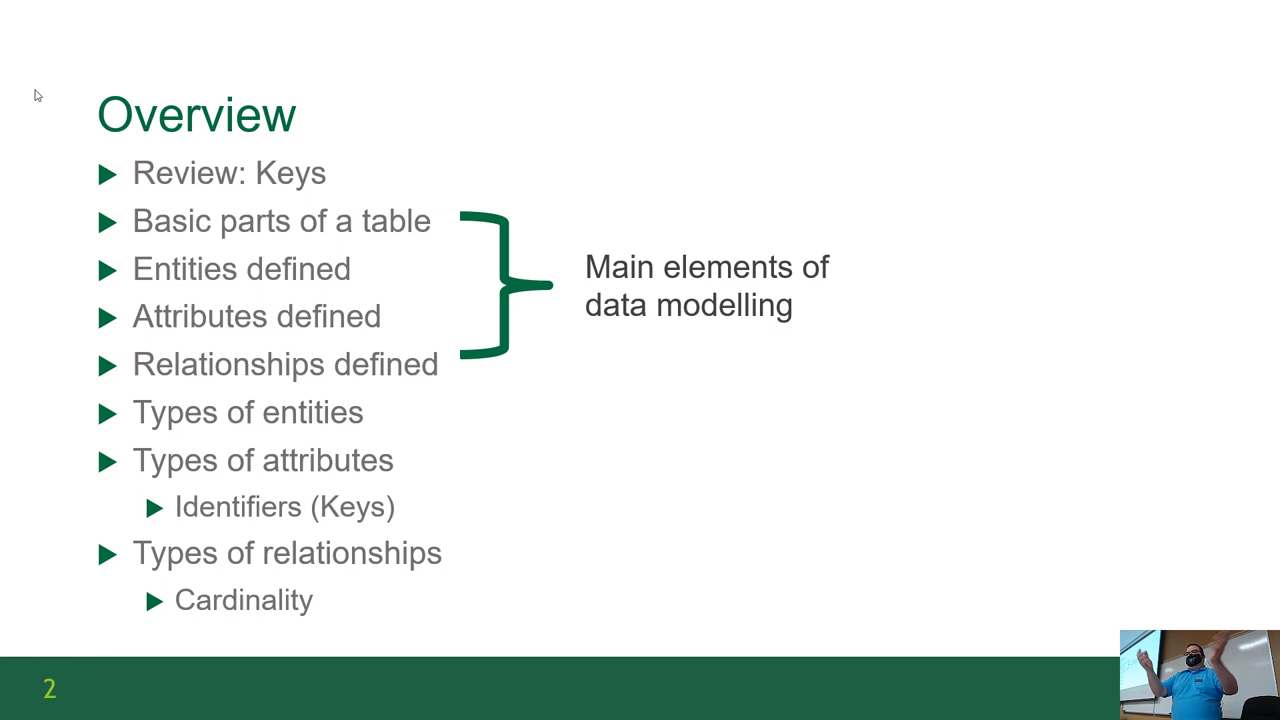 Overview
Review: Keys
Basic parts of a table
Entities defined
Attributes defined
Relationships defined
Types of entities
Types of attributes
Identifiers (Keys)
Types of relationships
Cardinality
Main elements of
data modelling
2